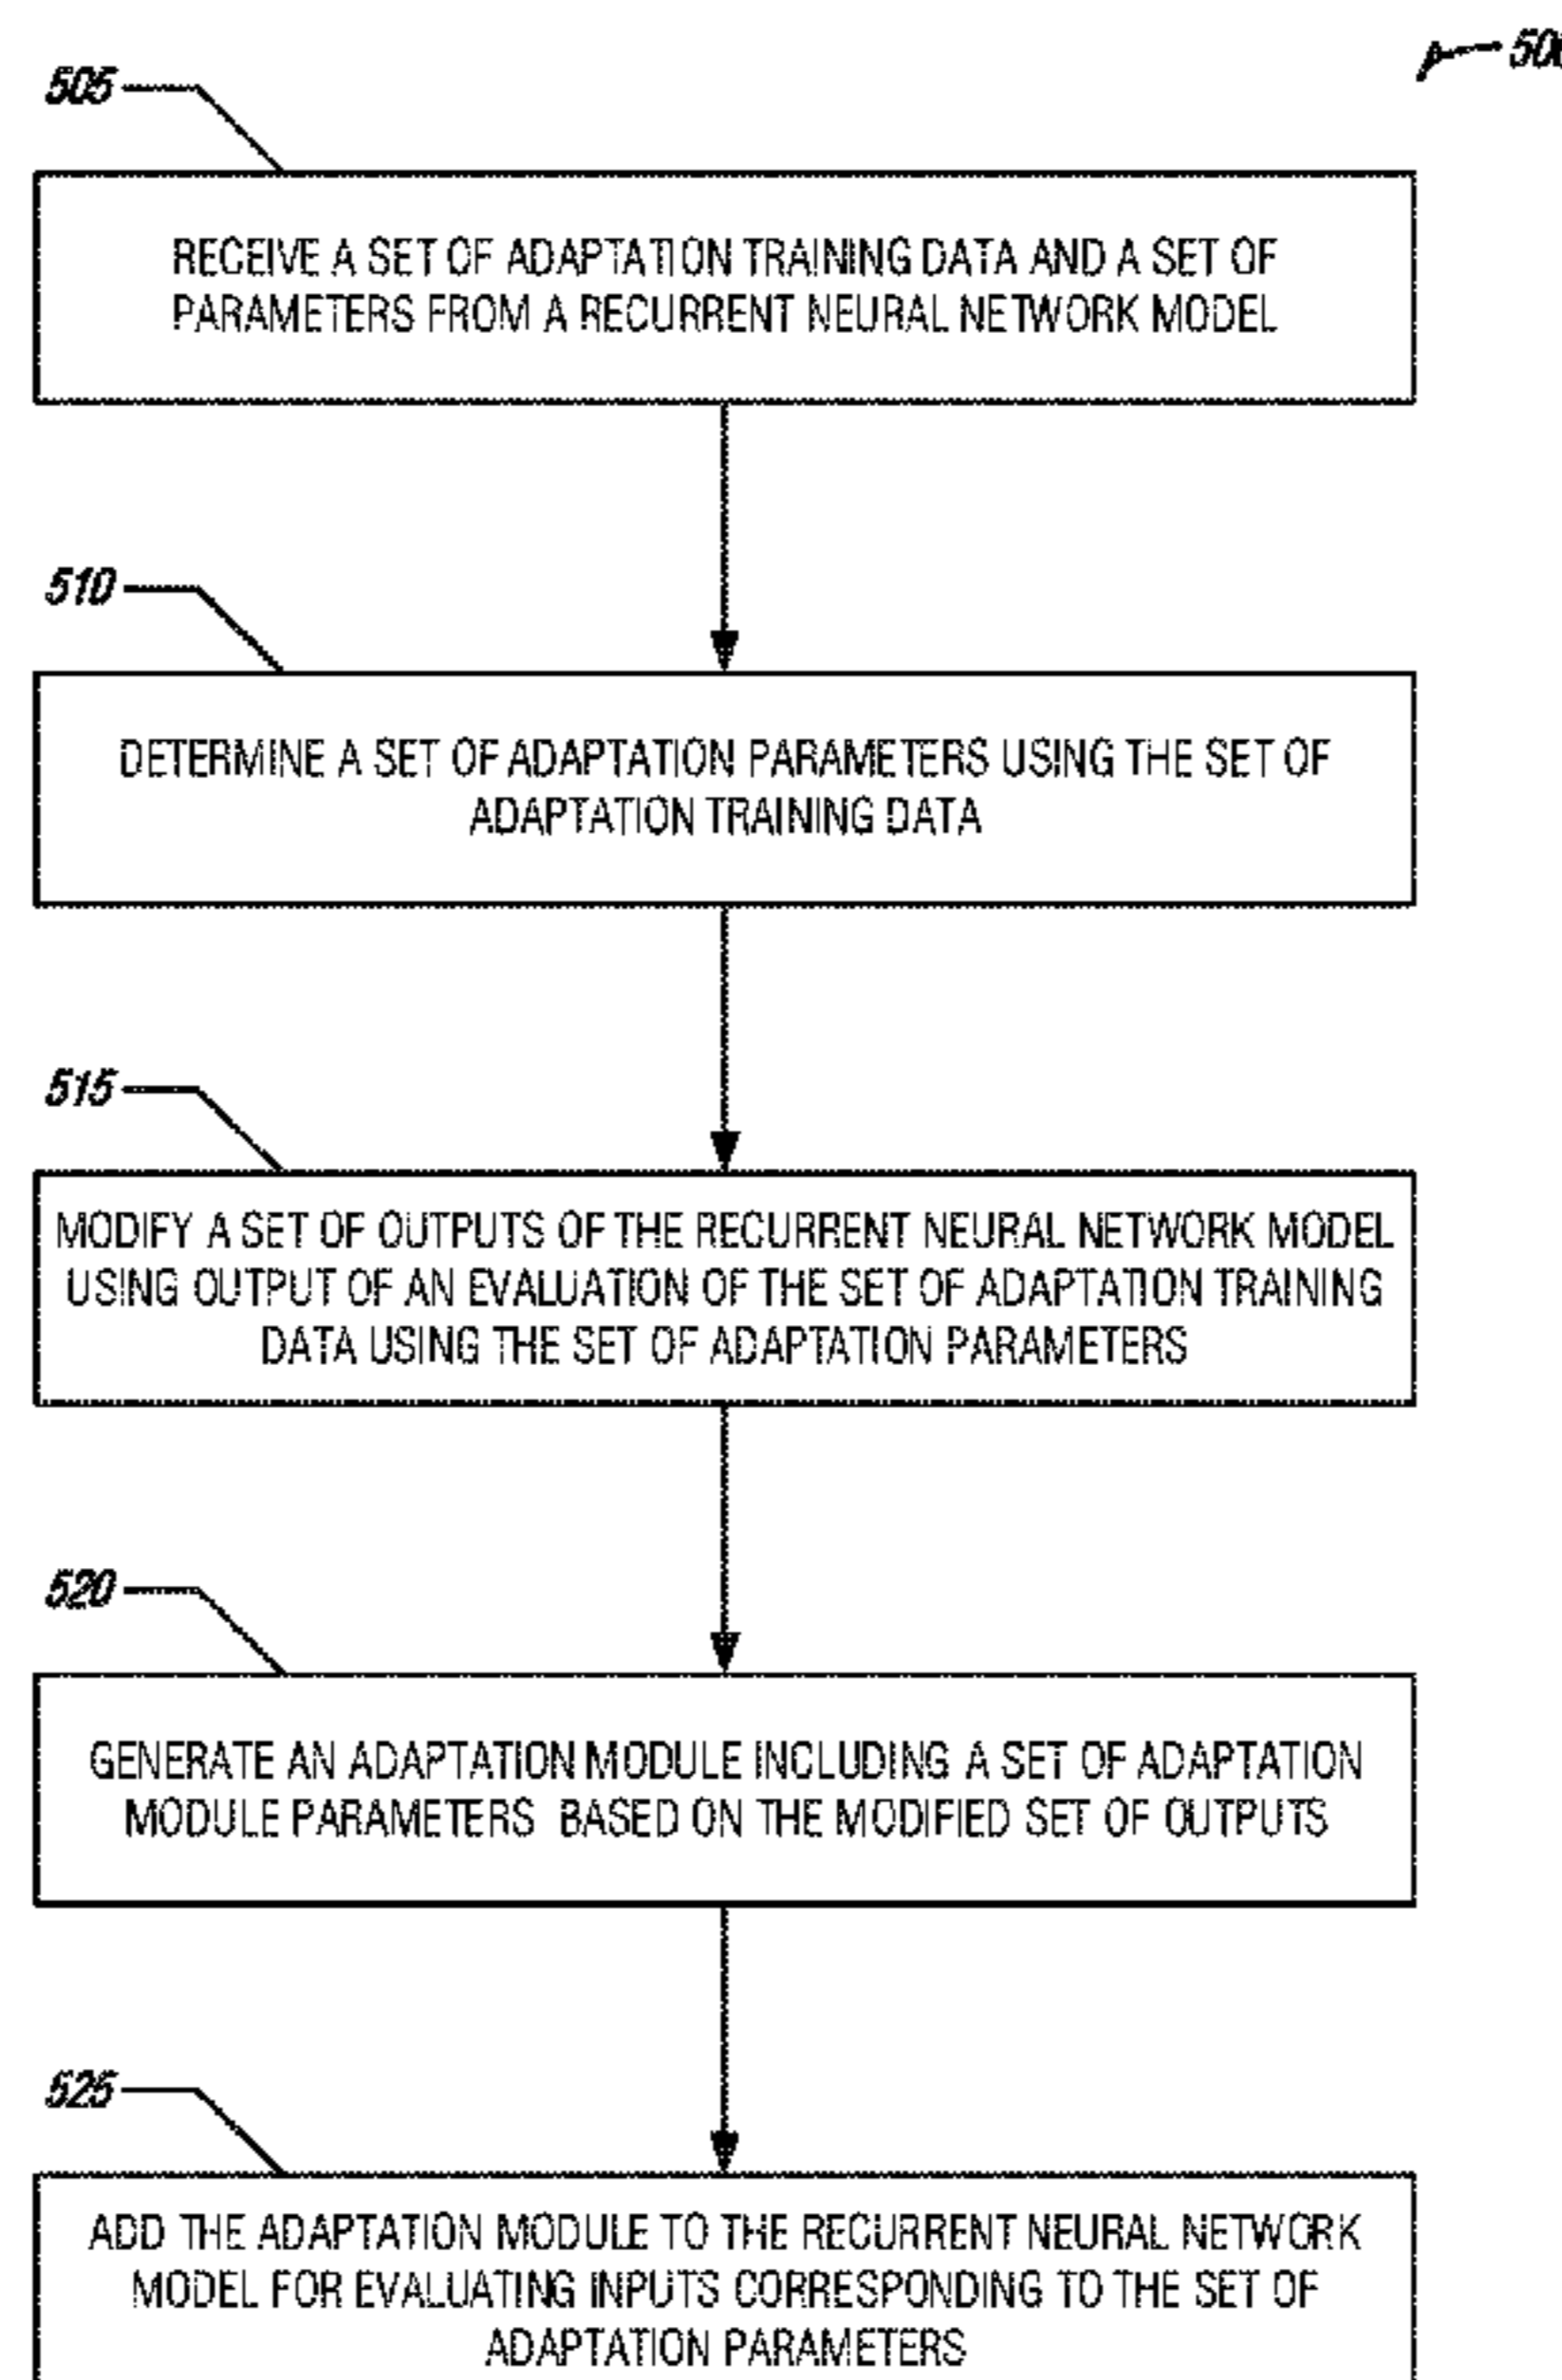 505
RECEIVE A SET OF ADAPTATION TRAINING DATA AND A SET OF
PARAMETERS FROM A RECURRENT NEURAL NETWORK MODEL
510
DETERMINE A SET OF ADAPTATION PARAMETERS USING THE SET OF
ADAPTATION TRAINING DATA
515
MODIFY A SET OF OUTPUTS OF THE RECURRENT NEURAL NETWORK MODEL
USING OUTPUT OF AN EVALUATION OF THE SET OF ADAPTATION TRAINING
DATA USING THE SET OF ADAPTATION PARAMETERS
520
GENERATE AN ADAPTATION MODULE INCLUDING A SET OF ADAPTATION
MODULE PARAMETERS BASED ON THE MODIFIED SET OF OUTPUTS
525
ADD THE ADAPTATION MODULE TO THE RECURRENT NEURAL NETWORK
MODEL FOR EVALUATING INPUTS CORRESPONDING TO THE SET OF
ADAPTATION PARAMETERS